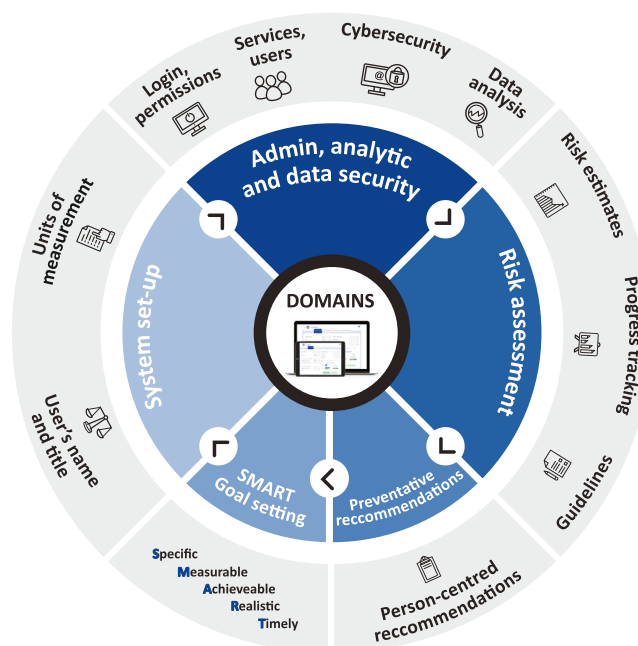 Login,
permissions
Services,
users
Cybersecurity
Data
analysis
Admin, analytic
and data security
Risk estimates
Progress tracking
Guidelines
Risk assessment
Units of
measurement
User's name
and title
System set-up
DOMAINS
SMART
Goal setting
Preventative
reccommendations
Specific
Measurable
Achieveable
Realistic
Timely
Person-centred
reccommendations